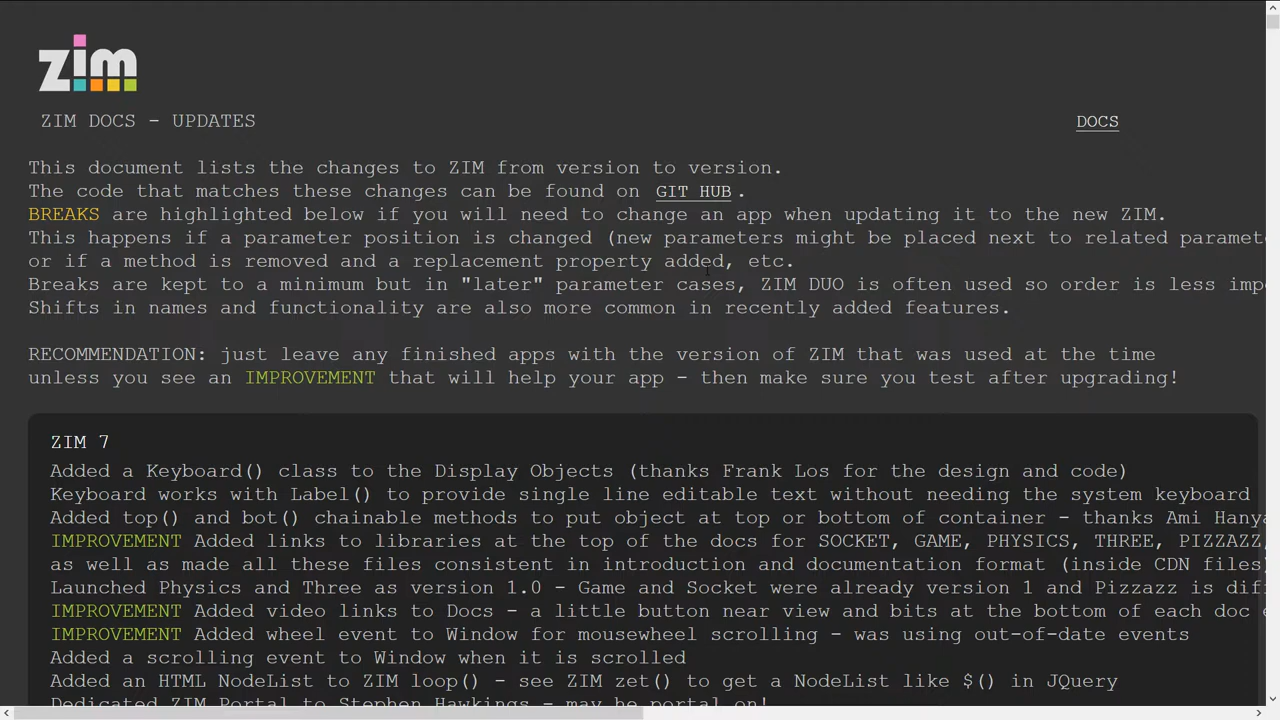 zim
ZIM DOCS - UPDATES
DOCS
This document lists the changes to ZIM from version to version.
The code that matches these changes can be found on GIT HUB.
BREAKS are highlighted below if you will need to change an app when updating it to the new ZIM.
This happens if a parameter position is changed (new parameters might be placed next to related paramet
or if a method is removed and a replacement property added, etc.
Breaks are kept to a minimum but in "later" parameter cases, ZIM DUO is often used so order is less imp
Shifts in names and functionality are also more common in recently added features.
RECOMMENDATION: just leave any finished apps with the version of ZIM that was used at the time
unless you see an IMPROVEMENT that will help your app - then make sure you test after upgrading!
ZIM 7
Added a Keyboard() class to the Display Objects (thanks Frank Los for the design and code)
Keyboard works with Label() to provide single line editable text without needing the system keyboard
Added top() and bot() chainable methods to put object at top or bottom of container - thanks Ami Hany
IMPROVEMENT Added links to libraries at the top of the docs for SOCKET, GAME, PHYSICS, THREE, PIZZAZZ,
as well as made all these files consistent in introduction and documentation format (inside CDN files
Launched Physics and Three as version 1.0 - Game and Socket were already version 1 and Pizzazz is dif
IMPROVEMENT Added video links to Docs - a little button near view and bits at the bottom of each doc
IMPROVEMENT Added wheel event to Window for mousewheel scrolling - was using out-of-date events
Added a scrolling event to Window when it is scrolled
Added an HTML NodeList to ZIM loop() - see ZIM zet() to get a NodeList like $() in JQuery
Dedicated ZIM Portal to Stephen Hawkings - may he portal on!